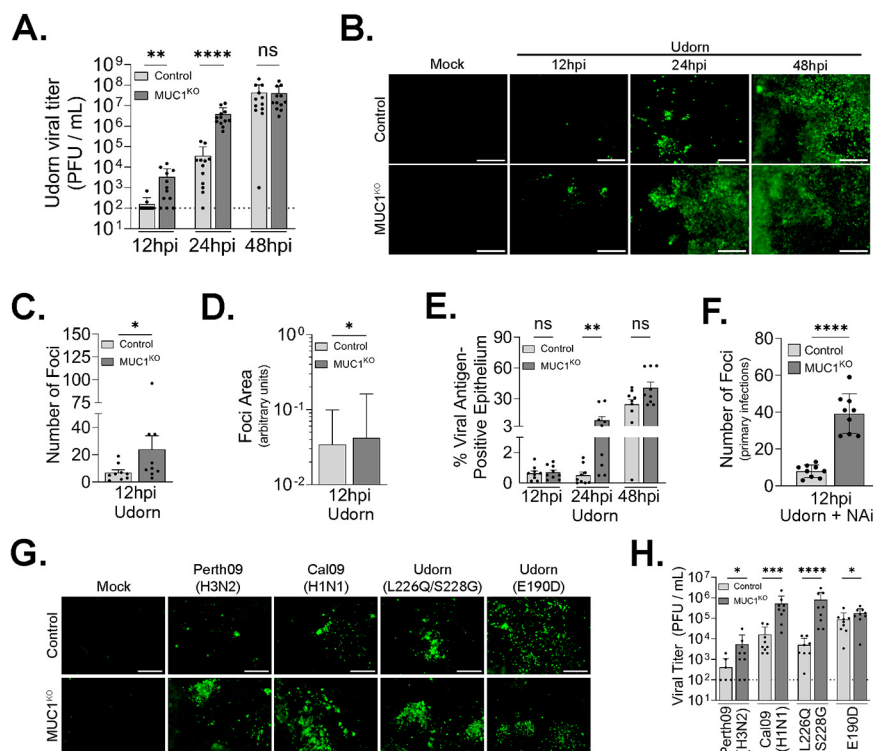 A.
** **** ns
Control
MUC1KO
Udorn viral titer
(PFU / mL)
10⁹
10⁸
10⁷
10⁶
10⁵
10⁴
10³
10²
10¹
12hpi 24hpi 48hpi
B.
Udorn
Mock 12hpi 24hpi 48hpi
Control
MUC1KO
C.
*
Control
MUC1KO
Number of Foci
150
125
100
75
50
40
20
0
12hpi
Udorn
D.
*
Control
MUC1KO
Foci Area
(arbitrary units)
10⁰
10⁻¹
10⁻²
12hpi
Udorn
E.
ns ** ns
Control
MUC1KO
% Viral Antigen-
Positive Epithelium
90
60
30
3
2
1
0
12hpi 24hpi 48hpi
Udorn
F.
****
Control
MUC1KO
Number of Foci
(primary infections)
80
60
40
20
0
12hpi
Udorn + NAi
G.
Mock
Perth09
(H3N2)
Cal09
(H1N1)
Udorn
(L226Q/S228G)
Udorn
(E190D)
Control
MUC1KO
H.
* *** **** *
Control
MUC1KO
Viral Titer (PFU / mL)
10⁷
10⁶
10⁵
10⁴
10³
10²
10¹
Perth09
(H3N2)
Cal09
(H1N1)
L226Q
S228G
E190D